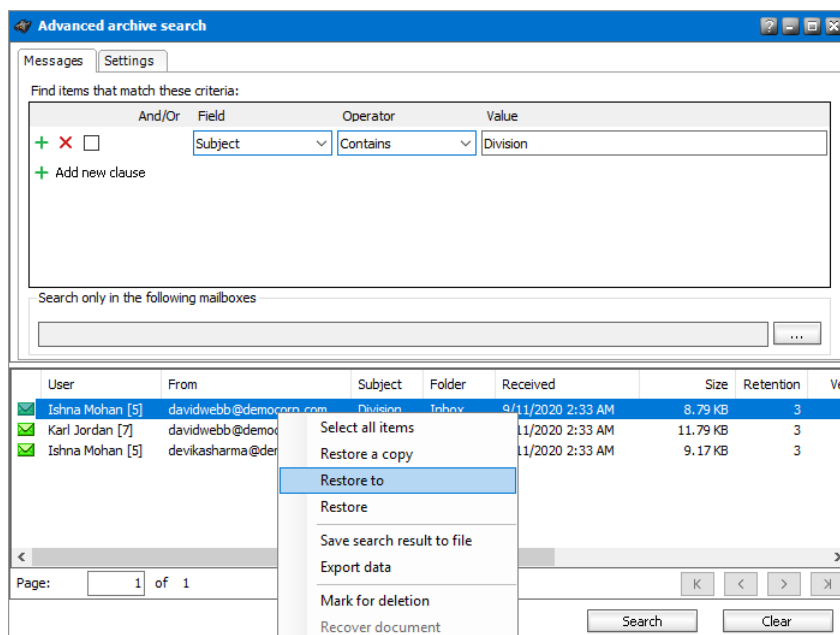 Advanced archive search
Messages Settings
Find items that match these criteria:
And/Or Field Operator Value
Subject Contains Division
Add new clause
Search only in the following mailboxes
...
User From Subject Folder Received Size Retention
Ishna Mohan [5] davidwebb@democorp.com Division Inbox 9/11/2020 2:33 AM 8.79 KB 3
Karl Jordan [7] 11/2020 2:33 AM 11.79 KB 3
Ishna Mohan [5] 11/2020 2:33 AM 9.17 KB 3
Select all items
Restore a copy
Restore to
Restore
Save search result to file
Export data
Mark for deletion
Recover document
Page: 1 of 1
Search Clear